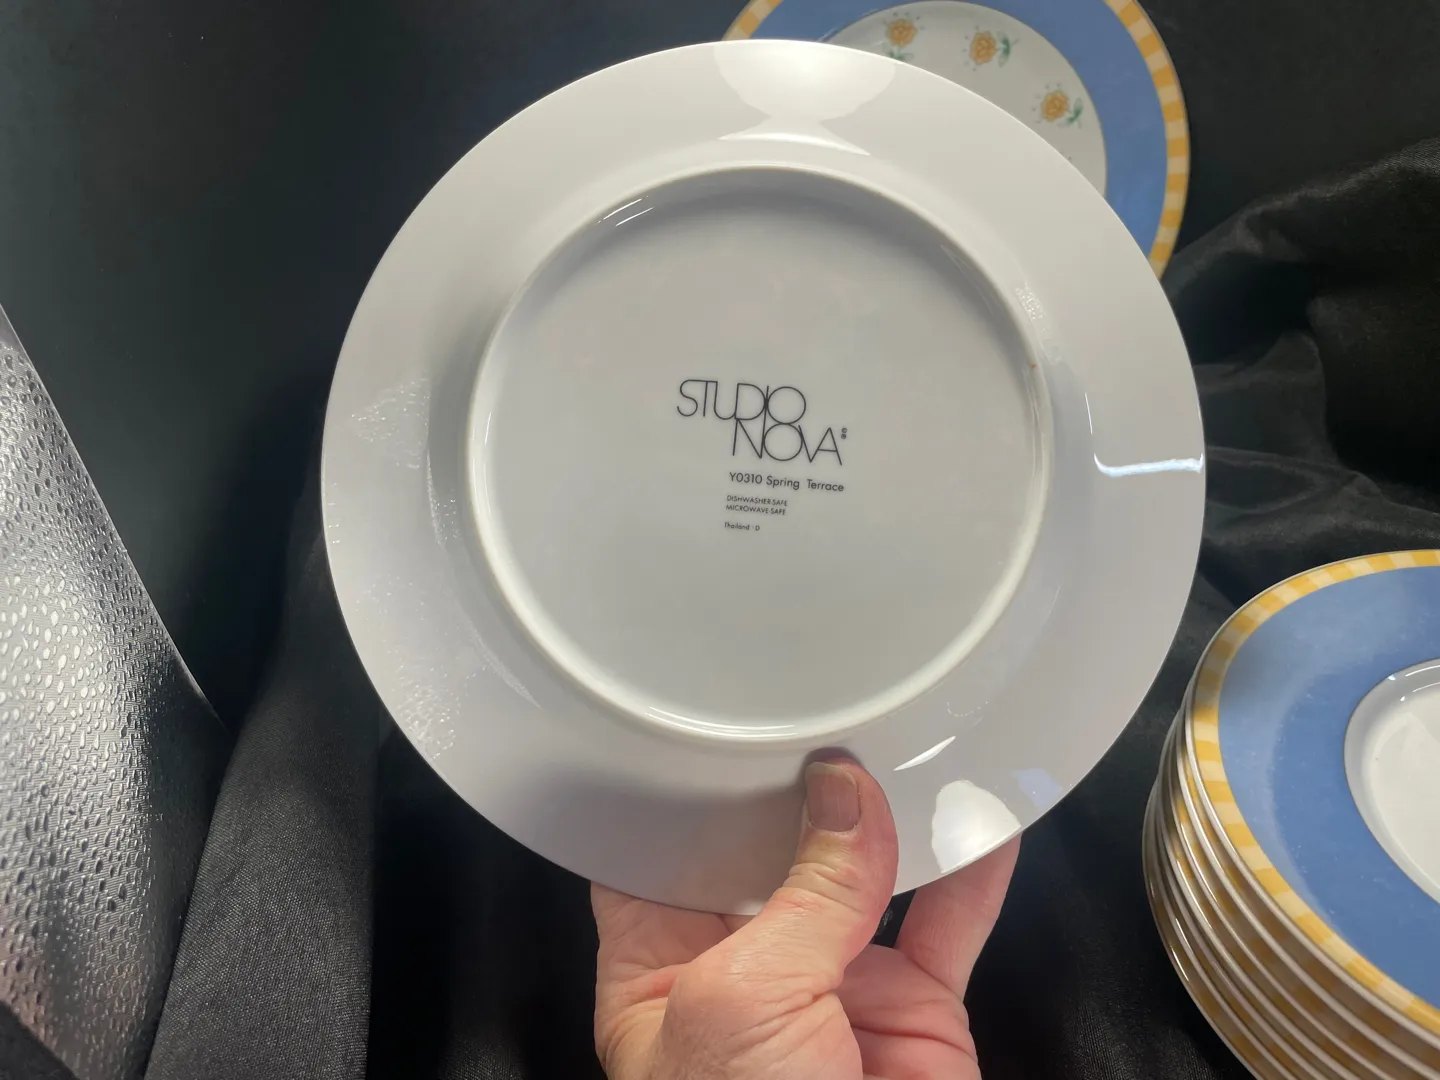 STUDIO
NOVA
Y0310 Spring Terrace
DISHWASHER-SAFE
MICROWAVE-SAFE
Thailand - D